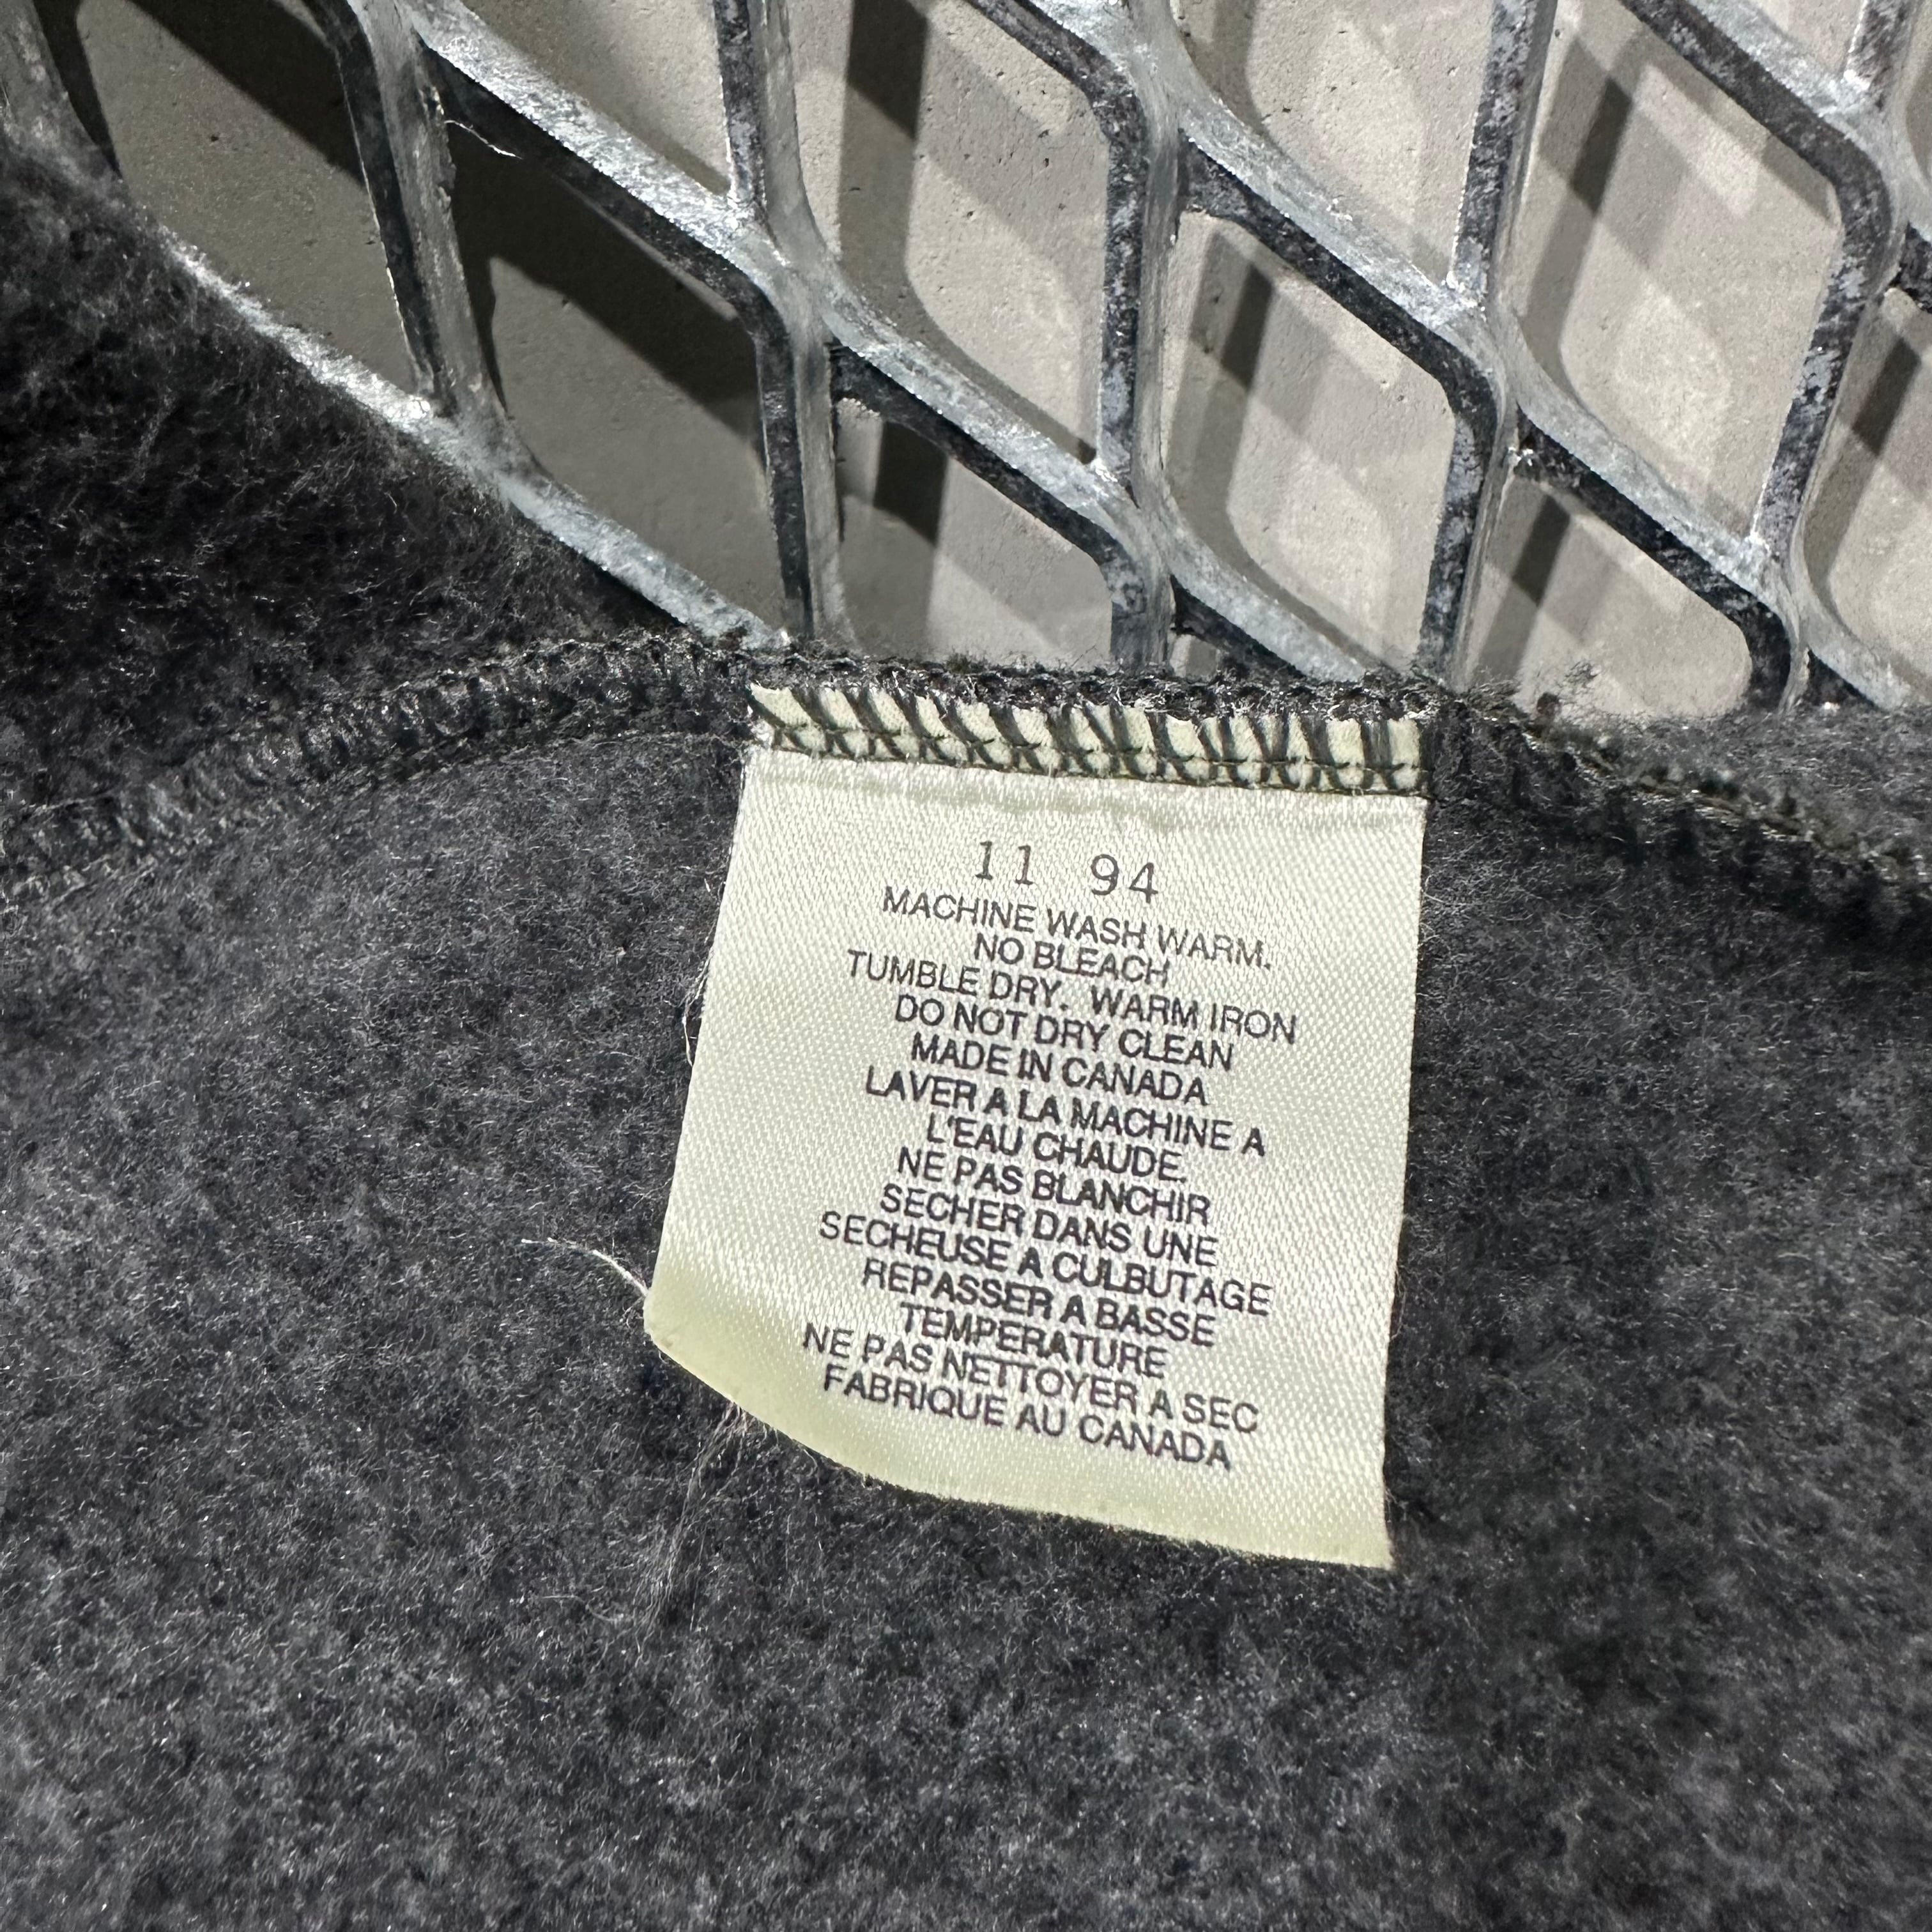 11 94
MACHINE WASH WARM.
NO BLEACH
TUMBLE DRY. WARM IRON
DO NOT DRY CLEAN
MADE IN CANADA
LAVER A LA MACHINE A
L'EAU CHAUDE.
NE PAS BLANCHIR
SECHER DANS UNE
SECHEUSE A CULBUTAGE
REPASSER A BASSE
TEMPERATURE
NE PAS NETTOYER A SEC
FABRIQUE AU CANADA